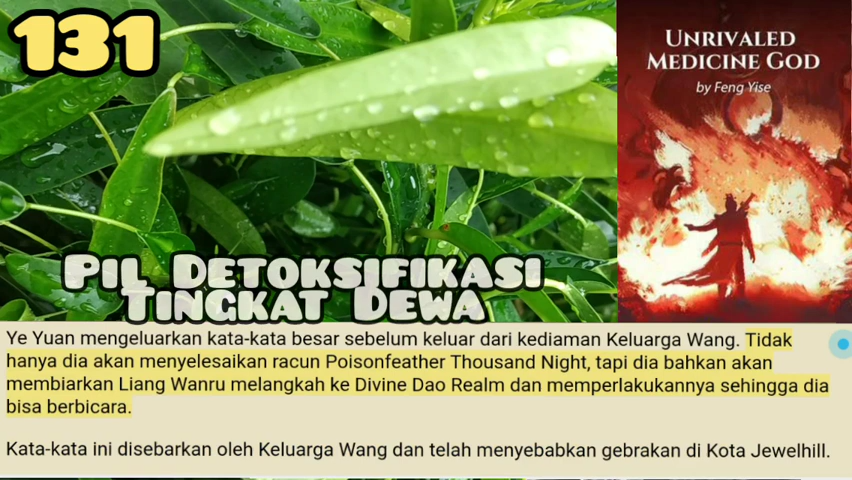 131
UNRIVALED
MEDICINE GOD
by Feng Yise
PIL DETOKSIFIKASI
TINGKAT DEWA
Ye Yuan mengeluarkan kata-kata besar sebelum keluar dari kediaman Keluarga Wang. Tidak
hanya dia akan menyelesaikan racun Poisonfeather Thousand Night, tapi dia bahkan akan
membiarkan Liang Wanru melangkah ke Divine Dao Realm dan memperlakukannya sehingga dia
bisa berbicara.
Kata-kata ini disebarkan oleh Keluarga Wang dan telah menyebabkan gebrakan di Kota Jewelhill.